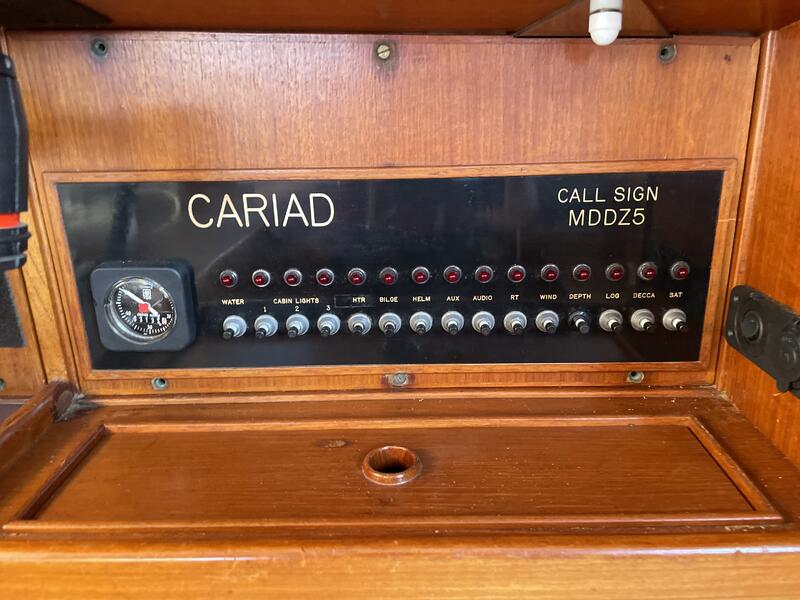 CARIAD
CALL SIGN
MDDZ5
WATER CABIN LIGHTS HTR BILGE HELM AUX AUDIO RT WIND DEPTH LOG DECCA SAT
1 2 3